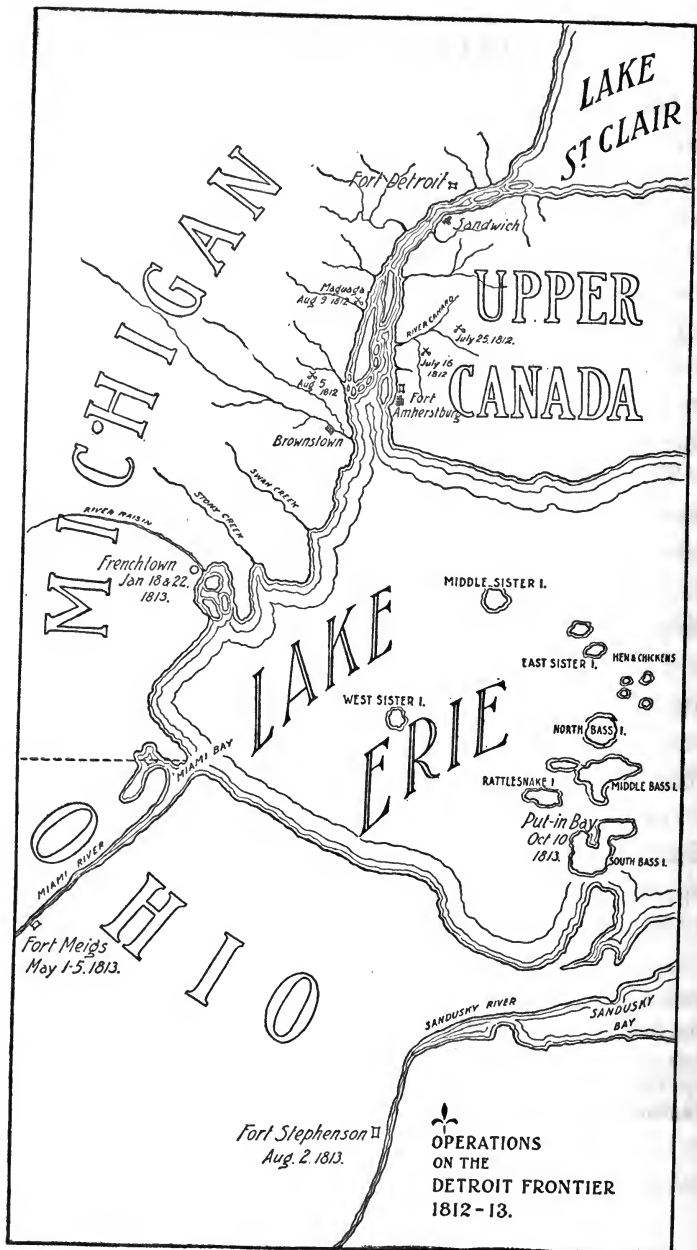 LAKE
ST CLAIR
Fort Detroit
Sandwich
MICHIGAN
Maguaga
Aug 9 1812
UPPER
CANADA
RIVER CANARD
July 25, 1812.
July 16
1812
Aug 5
1812
Fort
Amherstburg
Brownstown
SWAN CREEK
STONY CREEK
RIVER RAISIN
Frenchtown
Jan 18 & 22.
1813.
MIDDLE SISTER I.
EAST SISTER I.
HEN & CHICKENS
LAKE
ERIE
WEST SISTER I.
NORTH BASS I.
MIAMI BAY
RATTLESNAKE I
MIDDLE BASS I.
Put-in Bay
Oct 10
1813.
SOUTH BASS I.
OHIO
MIAMI RIVER
Fort Meigs
May 1-5, 1813.
SANDUSKY RIVER
SANDUSKY
BAY
Fort Stephenson
Aug. 2. 1813.
OPERATIONS
ON THE
DETROIT FRONTIER
1812-13.